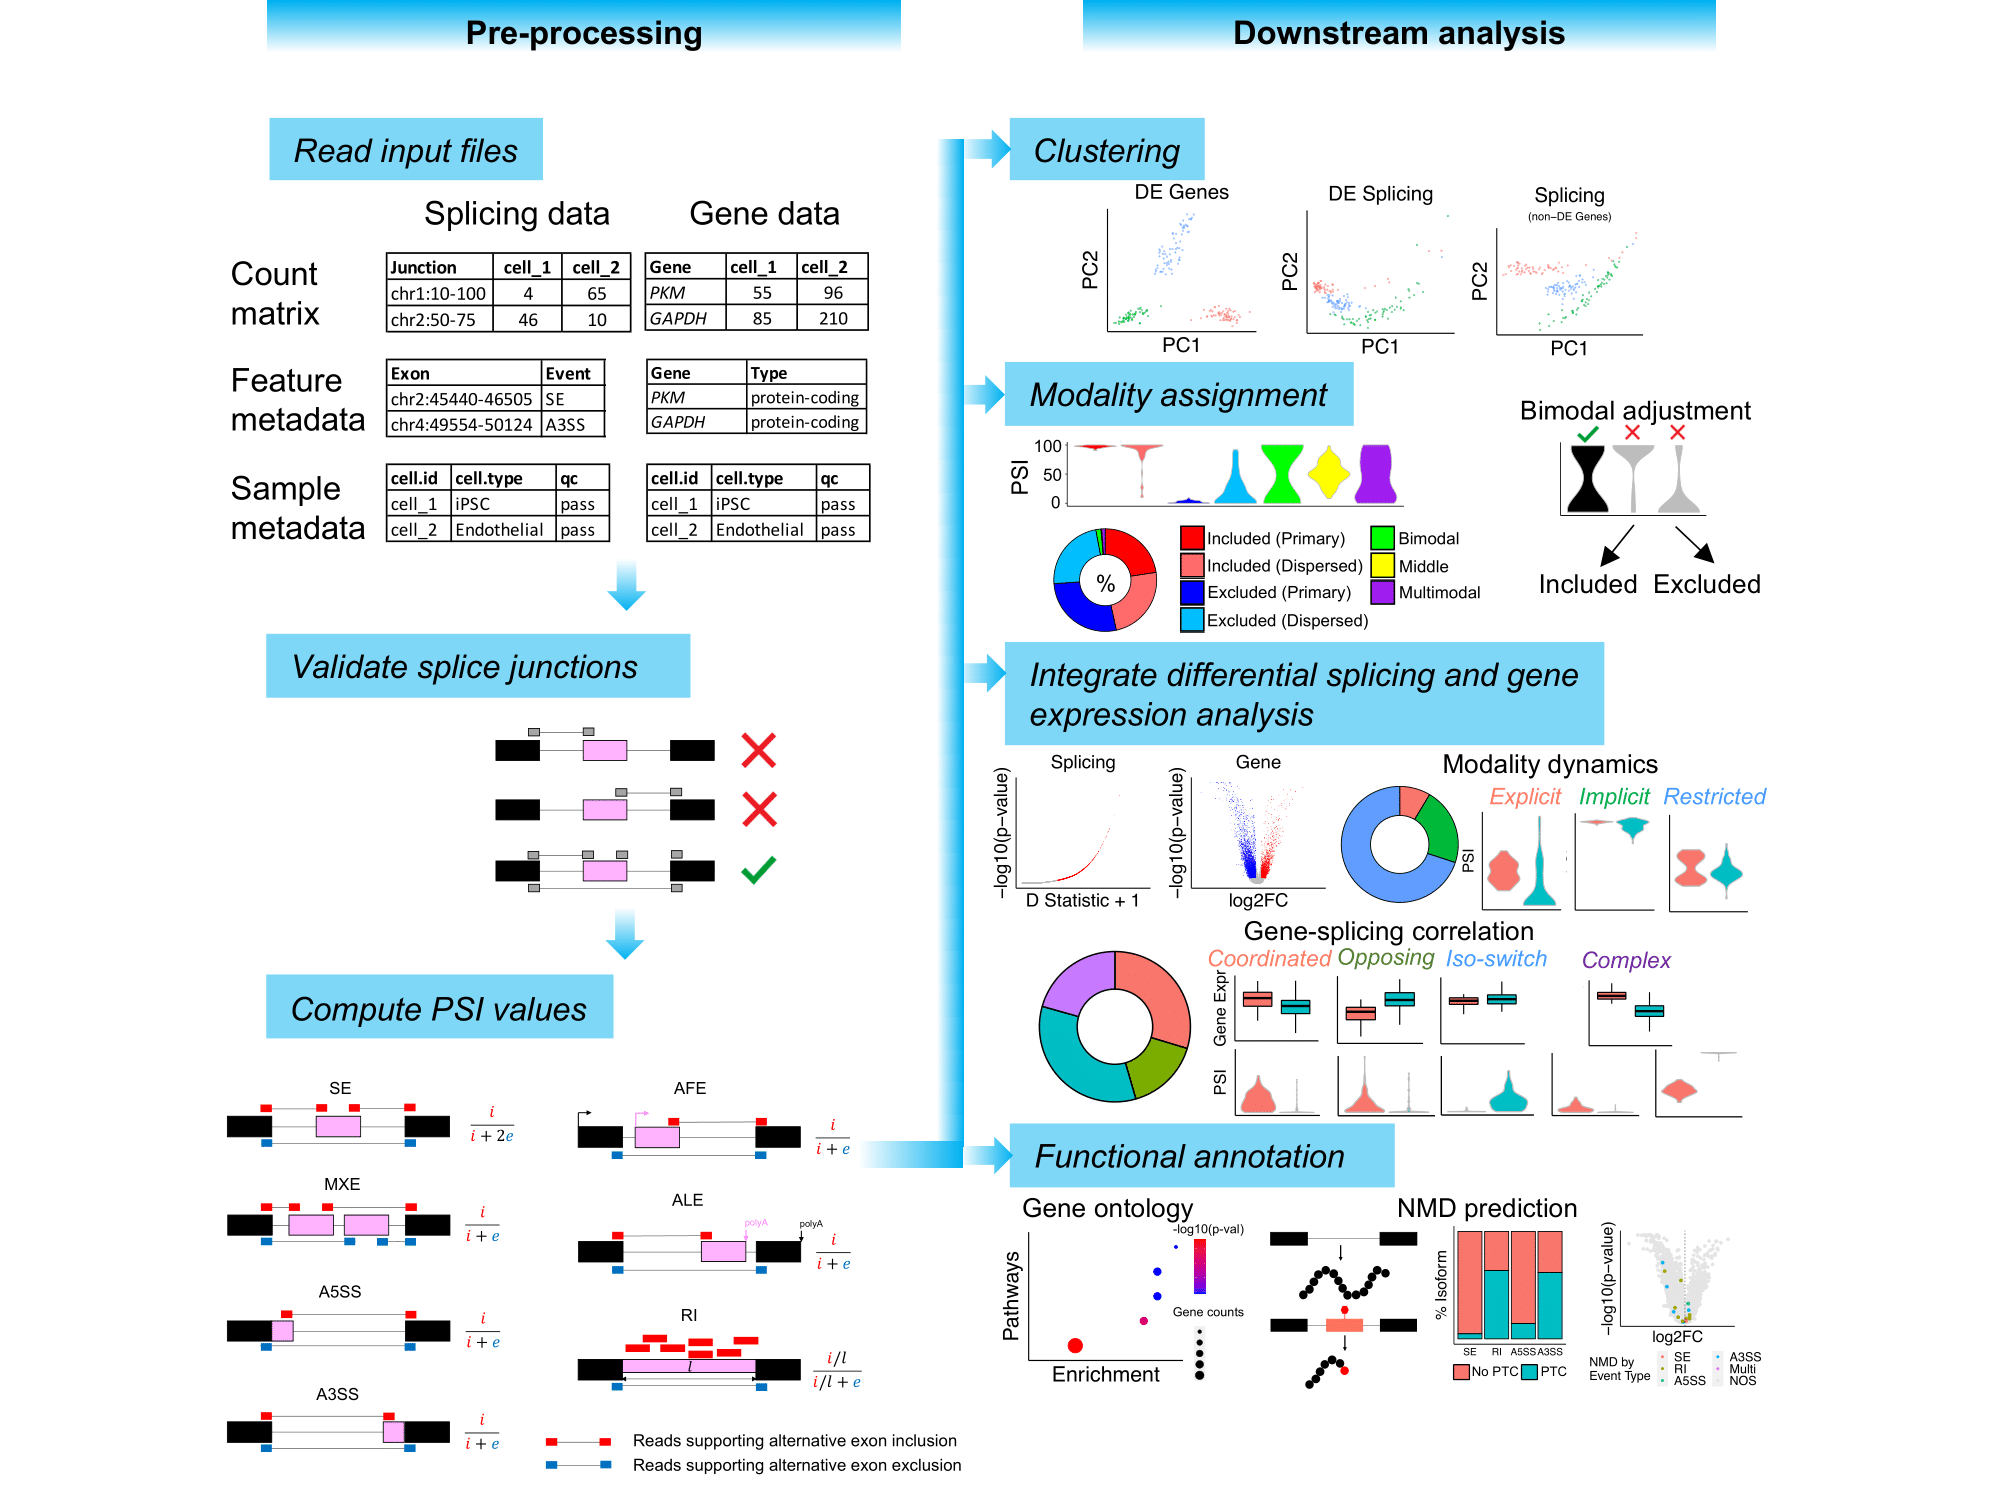 Pre-processing
Read input files
Splicing data
Gene data
Count
matrix
Junction cell_1 cell_2
chr1:10-100 4 65
chr2:50-75 46 10
Gene cell_1 cell_2
PKM 55 96
GAPDH 85 210
Feature
metadata
Exon Event
chr2:45440-46505 SE
chr4:49554-50124 A3SS
Gene Type
PKM protein-coding
GAPDH protein-coding
Sample
metadata
cell.id cell.type qc
cell_1 iPSC pass
cell_2 Endothelial pass
cell.id cell.type qc
cell_1 iPSC pass
cell_2 Endothelial pass
Validate splice junctions
Compute PSI values
SE
i
i + 2e
MXE
i
i + e
A5SS
i
i + e
A3SS
i
i + e
AFE
i
i + e
ALE
polyA
polyA
i
i + e
RI
l
i/l
i/l + e
Reads supporting alternative exon inclusion
Reads supporting alternative exon exclusion
Downstream analysis
Clustering
DE Genes
PC2
PC1
DE Splicing
PC2
PC1
Splicing
(non-DE Genes)
PC2
PC1
Modality assignment
PSI
100
50
0
%
Included (Primary)
Included (Dispersed)
Excluded (Primary)
Excluded (Dispersed)
Bimodal
Middle
Multimodal
Bimodal adjustment
Included
Excluded
Integrate differential splicing and gene
expression analysis
Splicing
-log10(p-value)
D Statistic + 1
Gene
-log10(p-value)
log2FC
Modality dynamics
Explicit
Implicit
Restricted
PSI
Gene-splicing correlation
Coordinated
Opposing
Iso-switch
Complex
Gene Expr
PSI
Functional annotation
Gene ontology
Pathways
Enrichment
-log10(p-val)
Gene counts
NMD prediction
% Isoform
SE RI A5SS A3SS
No PTC PTC
-log10(p-value)
log2FC
NMD by
Event Type
SE
RI
A5SS
A3SS
Multi
NOS